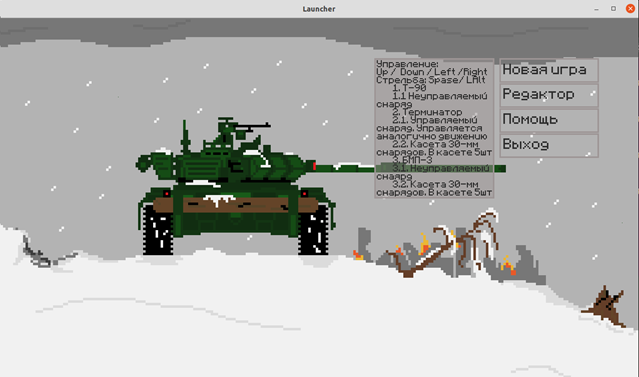 Launcher
Управление:
Up / Down / Left /Right
Стрельба: Spase/ LAlt
1. Т-90
1.1 Неуправляемый
снаряд
2. Терминатор
2.1. Управляемый
снаряд. Управляется
аналогично движению
2.2. Касета 30-мм
снарядов. В касете 5шт
3.БМП-3
3.1. Неуправляемый
снаряд
3.2. Касета 30-мм
снарядов. В касете 5шт
Новая игра
Редактор
Помощь
Выход